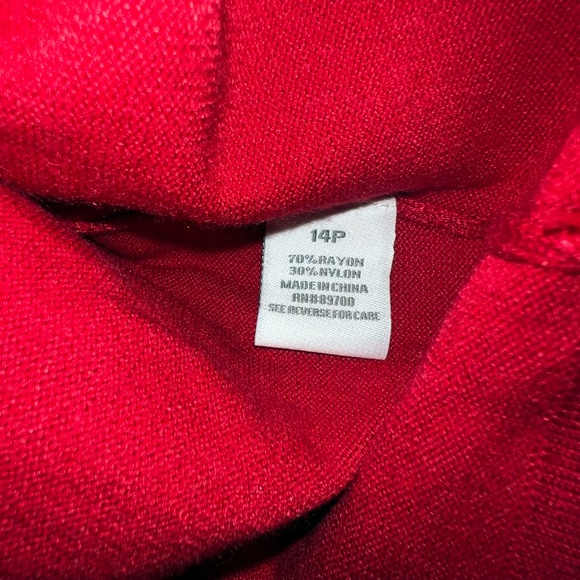 14P
70%RAYON
30%NYLON
MADE IN CHINA
RN#89700
SEE REVERSE FOR CARE